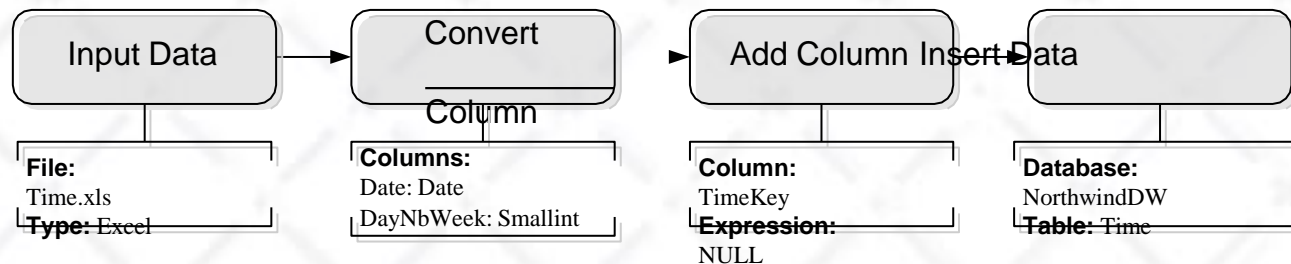 Input Data
Convert
Column
Add Column Insert Data
File:
Time.xls
Type: Excel
Columns:
Date: Date
DayNbWeek: Smallint
Column:
TimeKey
Expression:
NULL
Database:
NorthwindDW
Table: Time